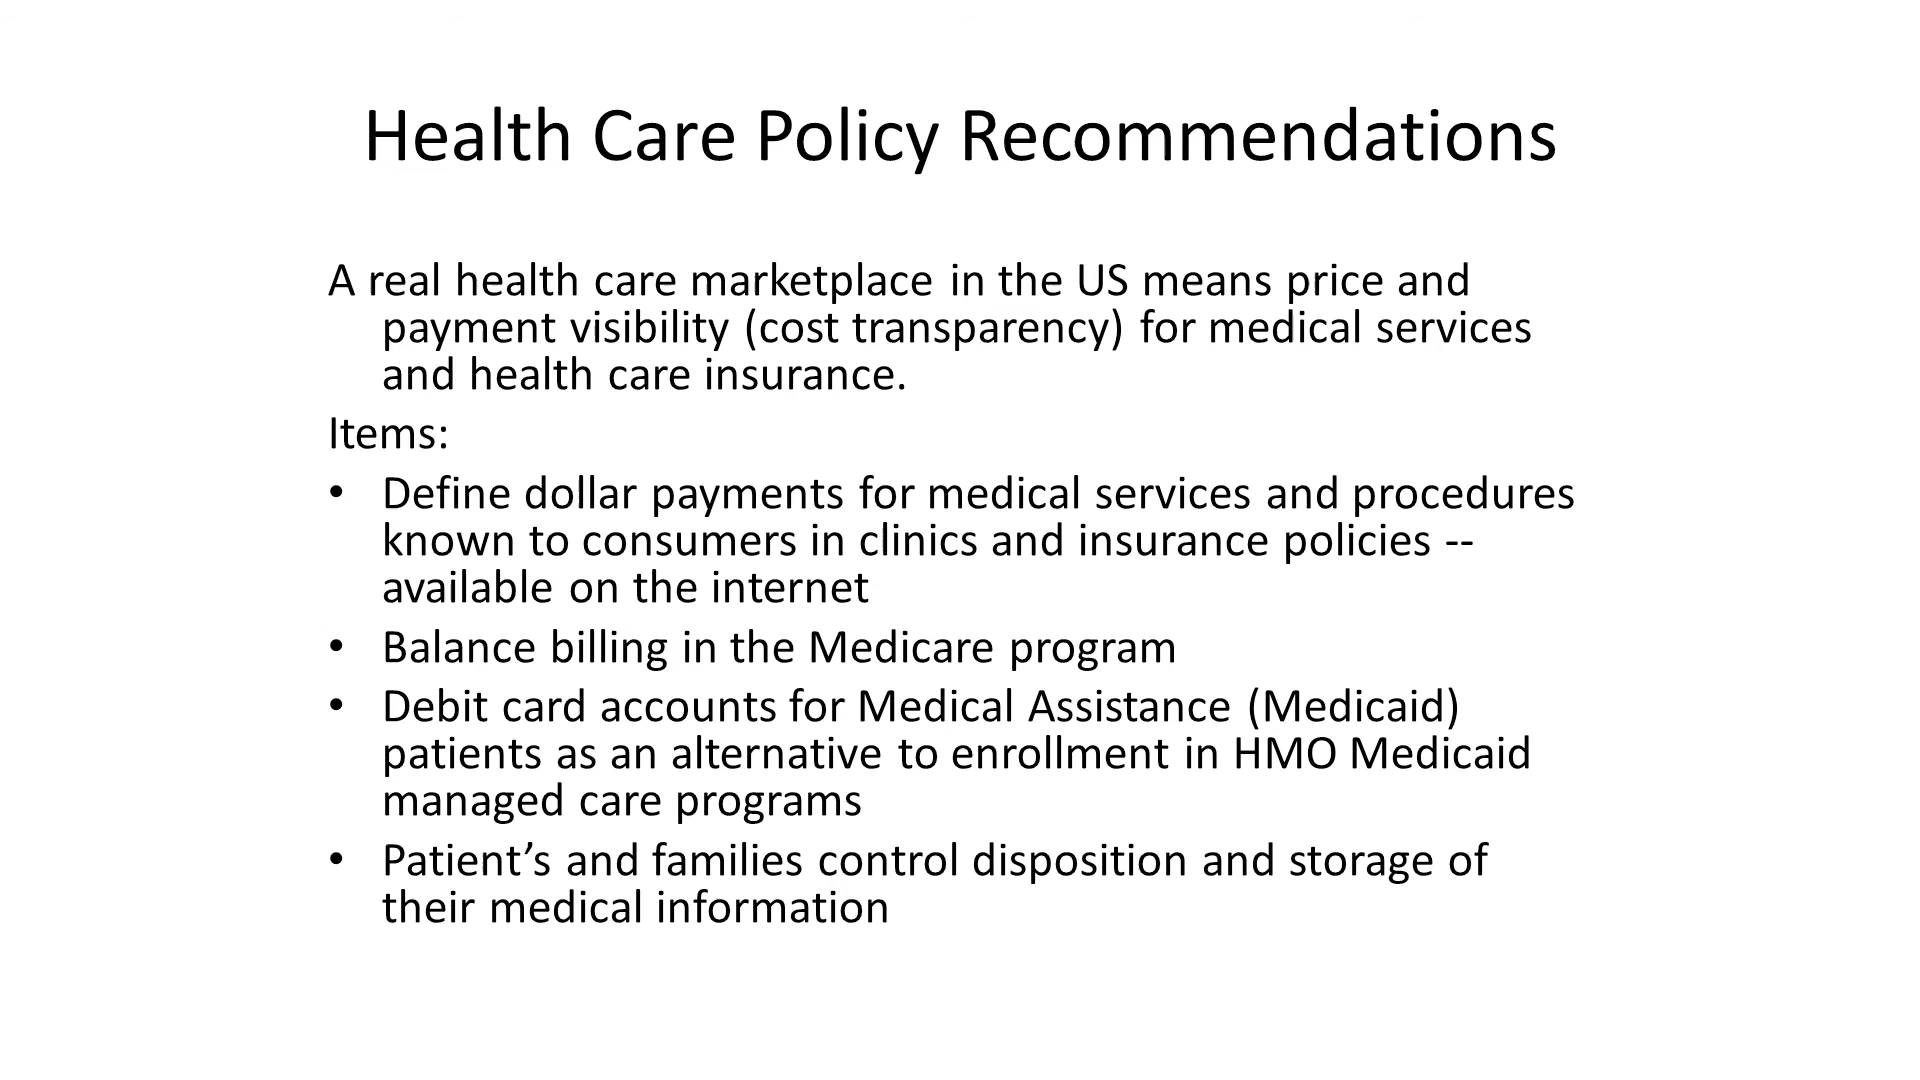 Health Care Policy Recommendations
A real health care marketplace in the US means price and
payment visibility (cost transparency) for medical services
and health care insurance.
Items:
• Define dollar payments for medical services and procedures
known to consumers in clinics and insurance policies --
available on the internet
• Balance billing in the Medicare program
• Debit card accounts for Medical Assistance (Medicaid)
patients as an alternative to enrollment in HMO Medicaid
managed care programs
• Patient’s and families control disposition and storage of
their medical information